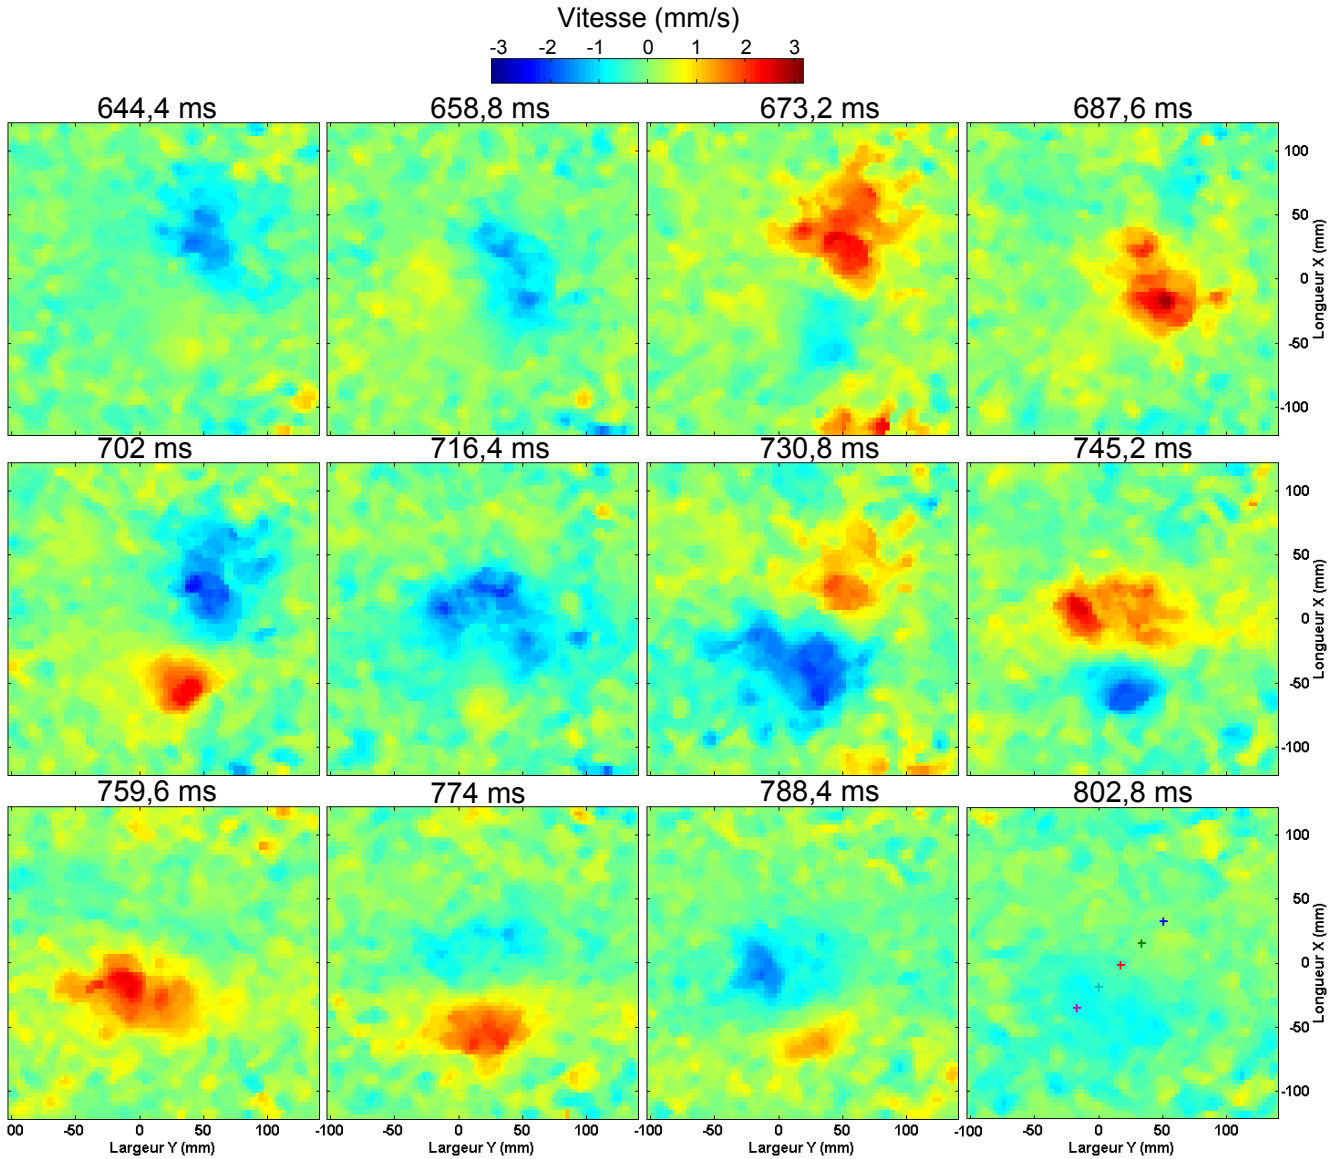 Vitesse (mm/s)
-3 -2 -1 0 1 2 3
644,4 ms 658,8 ms 673,2 ms 687,6 ms
100
50
0
-50
-100
Longueur X (mm)
702 ms 716,4 ms 730,8 ms 745,2 ms
100
50
0
-50
-100
Longueur X (mm)
759,6 ms 774 ms 788,4 ms 802,8 ms
100
50
0
-50
-100
Longueur X (mm)
00 -50 0 50 100 -100 -50 0 50 100 -100 -50 0 50 100 -100 -50 0 50 100
Largeur Y (mm) Largeur Y (mm) Largeur Y (mm) Largeur Y (mm)